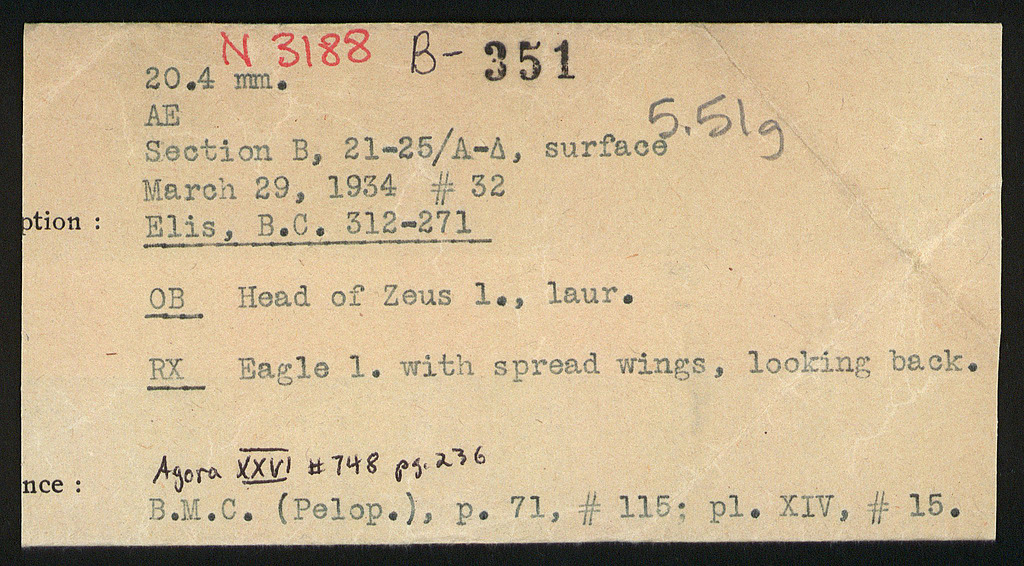 N 3188 B- 351
20.4 mm.
AE 5.51g
Section B, 21-25/A-Δ, surface
March 29, 1934 # 32
ption : Elis, B.C. 312-271
OB Head of Zeus l., laur.
RX Eagle l. with spread wings, looking back.
Agora XXVI #748 pg. 236
nce :
B.M.C. (Pelop.), p. 71, # 115; pl. XIV, # 15.